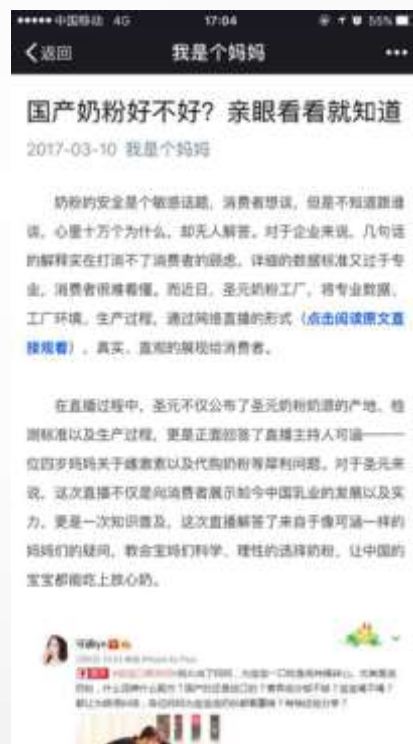 中国移动 4G 17:04 55%
返回 我是个妈妈
国产奶粉好不好？亲眼看看就知道
2017-03-10 我是个妈妈
奶粉的安全是个敏感话题，消费者想谈，但是不知道跟谁
谈，心里十万个为什么，却无人解答。对于企业来说，几句话
的解释实在打消不了消费者的顾虑，详细的数据标准又过于专
业，消费者很难看懂。而近日，圣元奶粉工厂，将专业数据、
工厂环境、生产过程，通过网络直播的形式（点击阅读原文直
接观看），真实、直观的展现给消费者。
在直播过程中，圣元不仅公布了圣元奶粉奶源的产地、检
测标准以及生产过程，更是正面回答了直播主持人可涵——一
位四岁妈妈关于雌激素以及代购奶粉等犀利问题。对于圣元来
说，这次直播不仅是向消费者展示如今中国乳业的发展以及实
力，更是一次知识普及，这次直播解答了来自于像可涵一样的
妈妈们的疑问，教会宝妈们科学、理性的选择奶粉，让中国的
宝宝都能吃上放心奶。